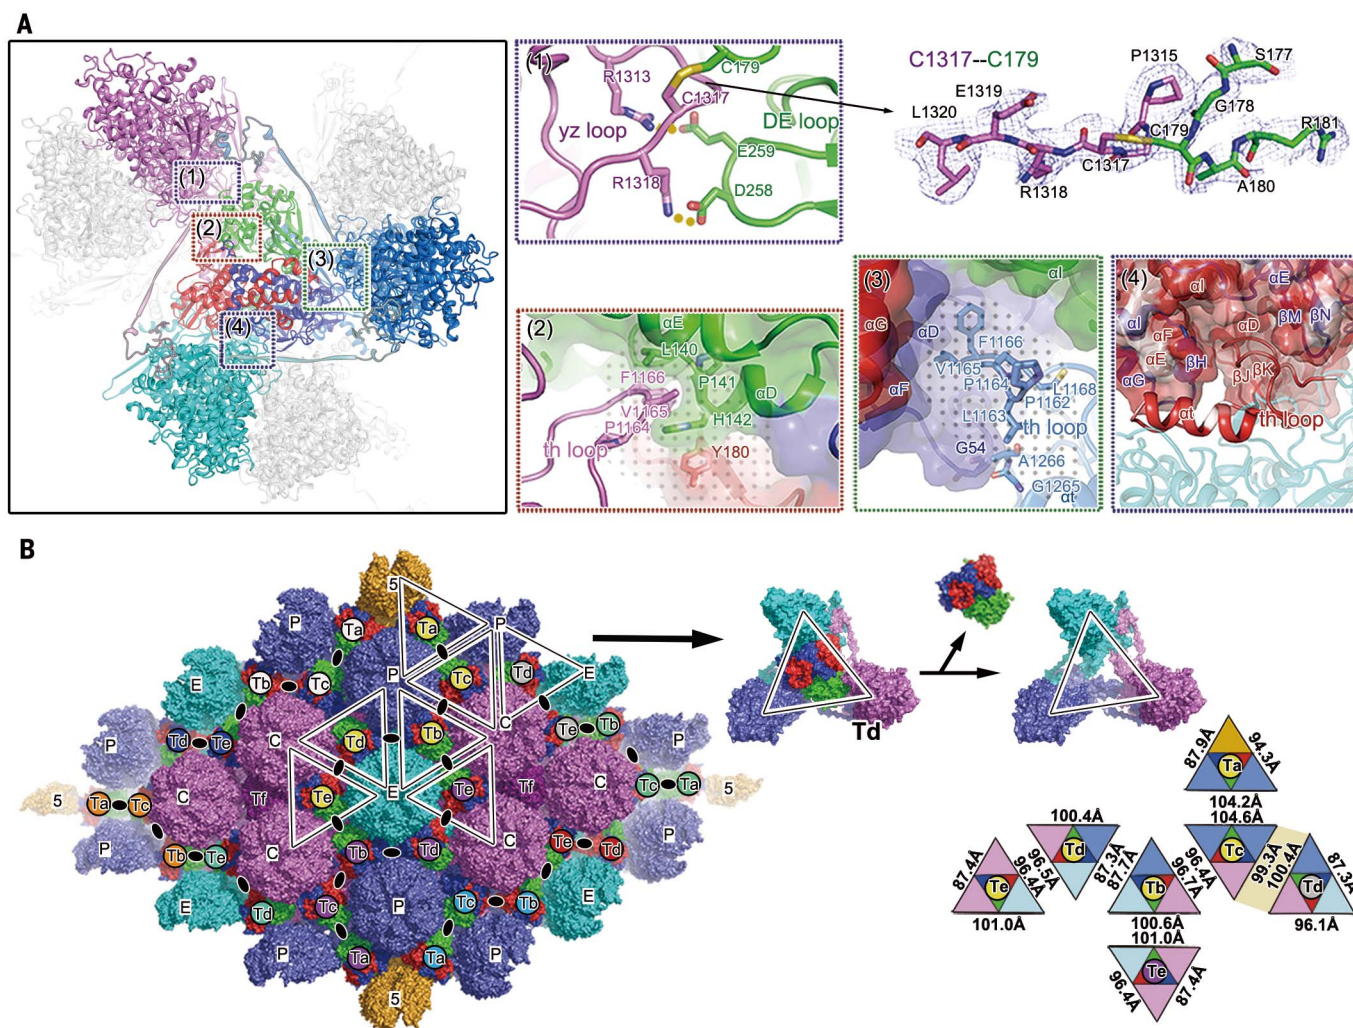 A
(1)
(2)
(3)
(4)
(1)
R1313
C179
C1317
yz loop
DE loop
E259
R1318
D258
C1317--C179
P1315
S177
E1319
L1320
G178
R181
C179
C1317
R1318
A180
(2)
αE
L140
F1166
P141
αD
V1165
P1164
H142
th loop
Y180
(3)
αI
αG
αD
F1166
V1165
P1164
L1168
P1162
αF
L1163
th loop
G54
A1266
G1265
αt
(4)
αI
αE
αI
αF
αD
βM
βN
αE
βH
αG
βJ
βK
αt
th loop
B
5
P
Ta
Ta
P
E
Tb
Tc
P
Tc
Td
E
P
Td
Te
C
Td
Tb
C
Te
Tb
P
5
Ta
Tc
C
Tf
Te
E
Te
Tf
C
Tc
Ta
5
P
Tb
Te
C
Tb
Td
C
Te
Td
P
E
Td
Tc
P
Tc
Tb
E
P
Ta
Ta
P
5
Td
87.9Å
94.3Å
Ta
104.2Å
100.4Å
104.6Å
87.4Å
96.4Å
96.5Å
Td
87.3Å
87.7Å
96.7Å
96.4Å
Tc
99.3Å
100.4Å
87.3Å
Te
Tb
Td
101.0Å
100.6Å
96.1Å
101.0Å
Te
96.4Å
87.4Å